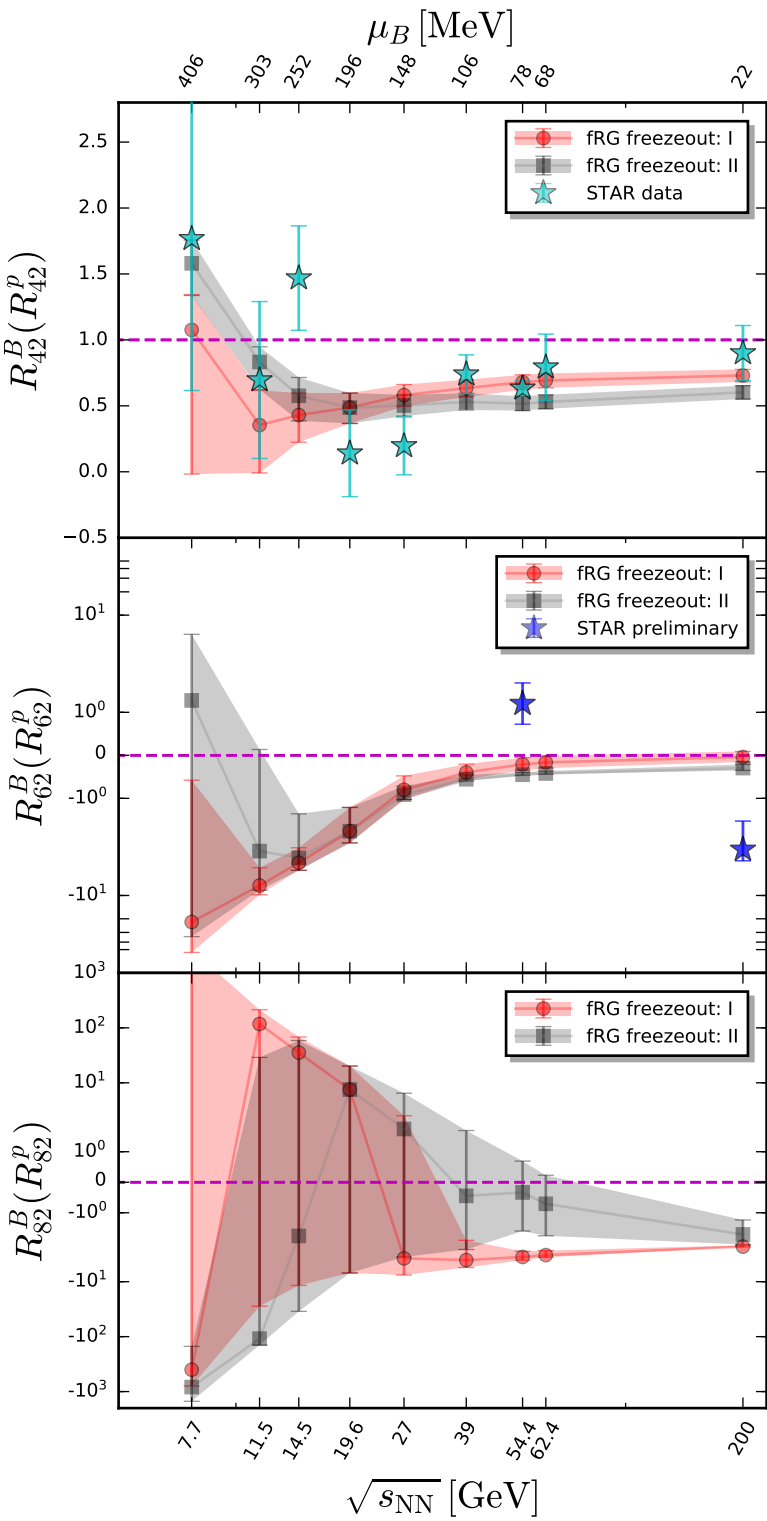 μ_B [MeV]
406 303 252 196 148 106 78 68 22
R^B_42(R^p_42)
2.5
2.0
1.5
1.0
0.5
0.0
−0.5
fRG freezeout: I
fRG freezeout: II
STAR data
R^B_62(R^p_62)
10^1
10^0
0
-10^0
-10^1
fRG freezeout: I
fRG freezeout: II
STAR preliminary
R^B_82(R^p_82)
10^3
10^2
10^1
10^0
0
-10^0
-10^1
-10^2
-10^3
fRG freezeout: I
fRG freezeout: II
7.7 11.5 14.5 19.6 27 39 54.4 62.4 200
√s_NN [GeV]